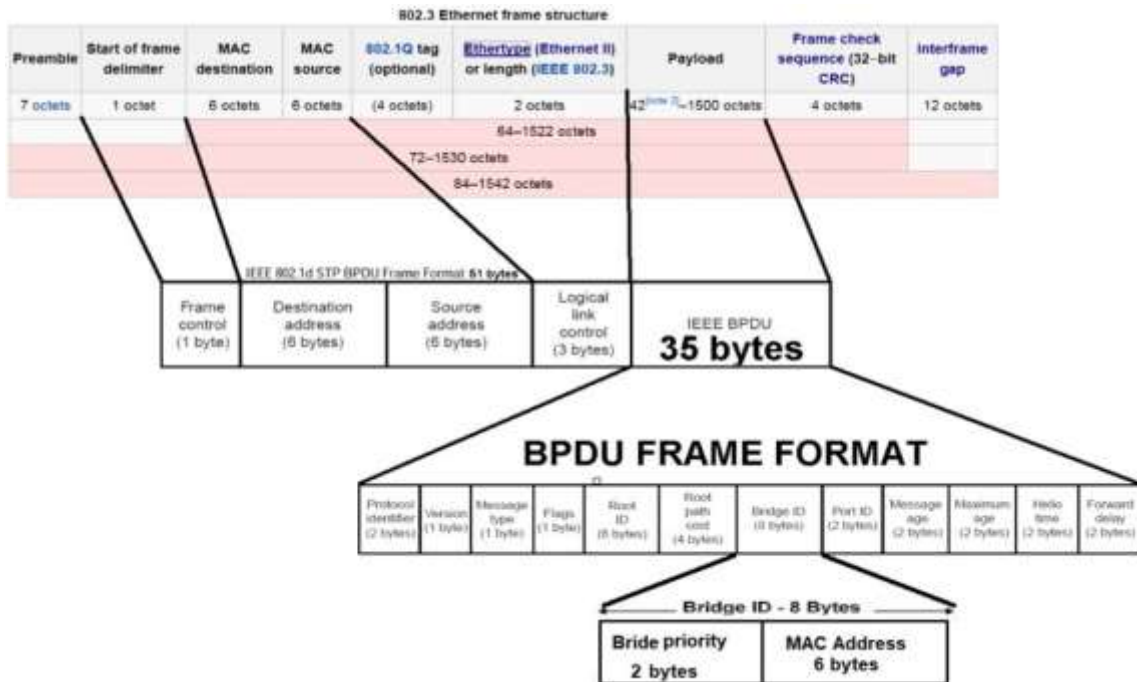 802.3 Ethernet frame structure
Preamble
Start of frame
delimiter
MAC
destination
MAC
source
802.1Q tag
(optional)
Ethertype (Ethernet II)
or length (IEEE 802.3)
Payload
Frame check
sequence (32-bit
CRC)
Interframe
gap
7 octets
1 octet
6 octets
6 octets
(4 octets)
2 octets
42[note 2]–1500 octets
4 octets
12 octets
64–1522 octets
72–1530 octets
84–1542 octets
IEEE 802.1d STP BPDU Frame Format 51 bytes
Frame
control
(1 byte)
Destination
address
(6 bytes)
Source
address
(6 bytes)
Logical
link
control
(3 bytes)
IEEE BPDU
35 bytes
BPDU FRAME FORMAT
Protocol
identifier
(2 bytes)
Version
(1 byte)
Message
type
(1 byte)
Flags
(1 byte)
Root
ID
(8 bytes)
Root
path
cost
(4 bytes)
Bridge ID
(8 bytes)
Port ID
(2 bytes)
Message
age
(2 bytes)
Maximum
age
(2 bytes)
Hello
time
(2 bytes)
Forward
delay
(2 bytes)
Bridge ID - 8 Bytes
Bride priority
2 bytes
MAC Address
6 bytes